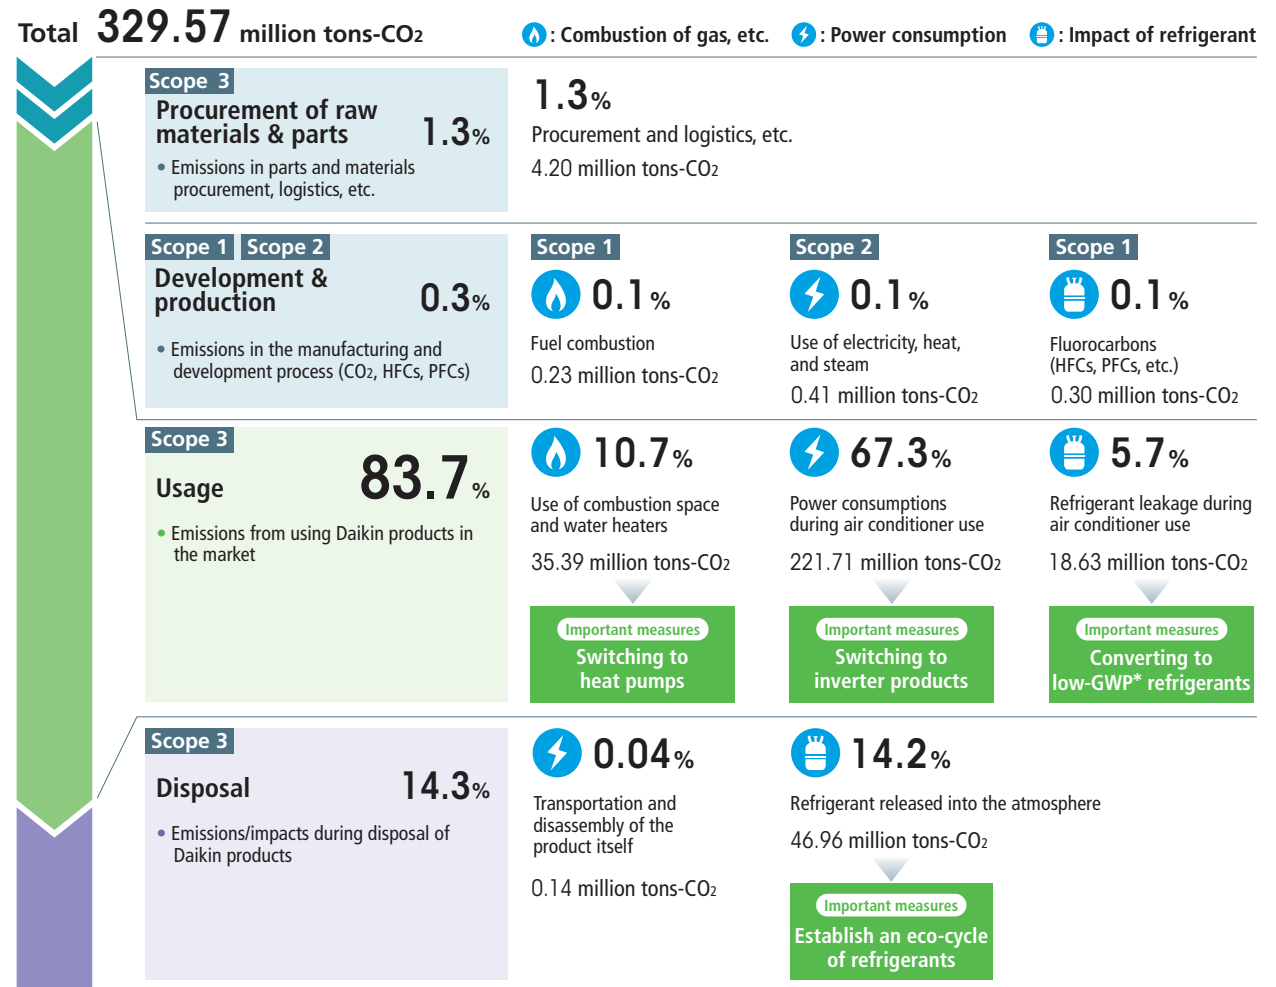 Total 329.57 million tons-CO2
: Combustion of gas, etc.
: Power consumption
: Impact of refrigerant
Scope 3
Procurement of raw
materials & parts
1.3%
• Emissions in parts and materials
procurement, logistics, etc.
1.3%
Procurement and logistics, etc.
4.20 million tons-CO2
Scope 1
Scope 2
Development &
production
0.3%
• Emissions in the manufacturing and
development process (CO2, HFCs, PFCs)
Scope 1
0.1%
Fuel combustion
0.23 million tons-CO2
Scope 2
0.1%
Use of electricity, heat,
and steam
0.41 million tons-CO2
Scope 1
0.1%
Fluorocarbons
(HFCs, PFCs, etc.)
0.30 million tons-CO2
Scope 3
Usage
83.7%
• Emissions from using Daikin products in
the market
10.7%
Use of combustion space
and water heaters
35.39 million tons-CO2
Important measures
Switching to
heat pumps
67.3%
Power consumptions
during air conditioner use
221.71 million tons-CO2
Important measures
Switching to
inverter products
5.7%
Refrigerant leakage during
air conditioner use
18.63 million tons-CO2
Important measures
Converting to
low-GWP* refrigerants
Scope 3
Disposal
14.3%
• Emissions/impacts during disposal of
Daikin products
0.04%
Transportation and
disassembly of the
product itself
0.14 million tons-CO2
14.2%
Refrigerant released into the atmosphere
46.96 million tons-CO2
Important measures
Establish an eco-cycle
of refrigerants